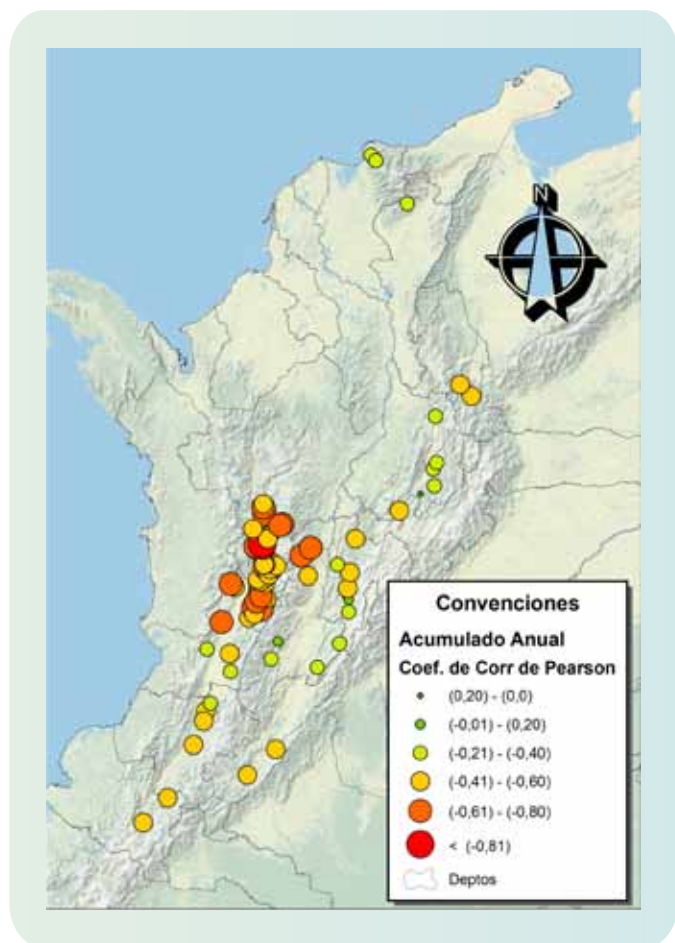 N
Convenciones
Acumulado Anual
Coef. de Corr de Pearson
(0,20) - (0,0)
(-0,01) - (0,20)
(-0,21) - (-0,40)
(-0,41) - (-0,60)
(-0,61) - (-0,80)
< (-0,81)
Deptos